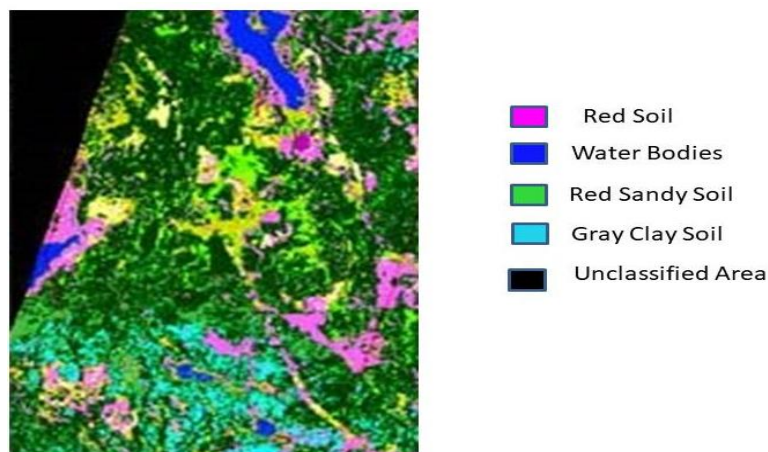 Red Soil
Water Bodies
Red Sandy Soil
Gray Clay Soil
Unclassified Area